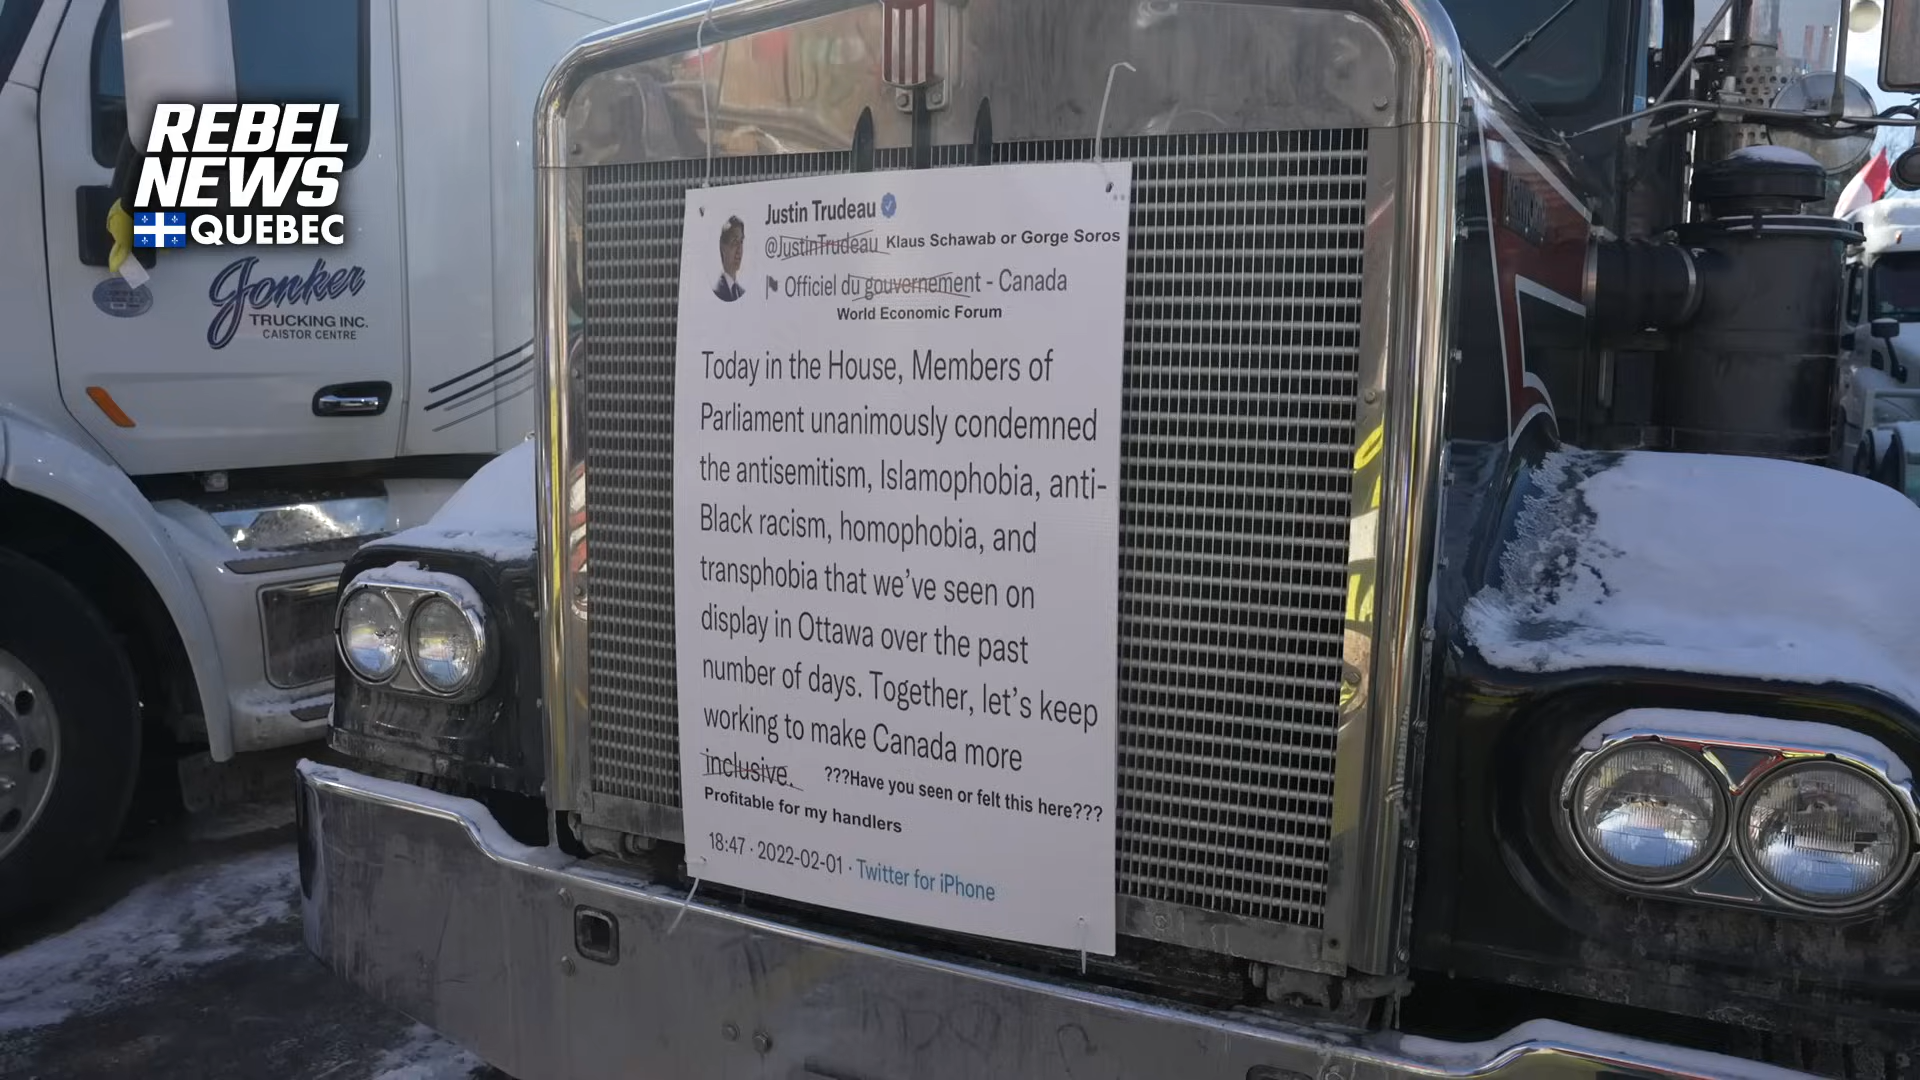 REBEL
NEWS
QUEBEC
Jonker
TRUCKING INC.
CAISTOR CENTRE
Justin Trudeau
@JustinTrudeau Klaus Schawab or Gorge Soros
Officiel du gouvernement - Canada
World Economic Forum
Today in the House, Members of
Parliament unanimously condemned
the antisemitism, Islamophobia, anti-
Black racism, homophobia, and
transphobia that we've seen on
display in Ottawa over the past
number of days. Together, let's keep
working to make Canada more
inclusive. ???Have you seen or felt this here???
Profitable for my handlers
18:47 · 2022-02-01 · Twitter for iPhone